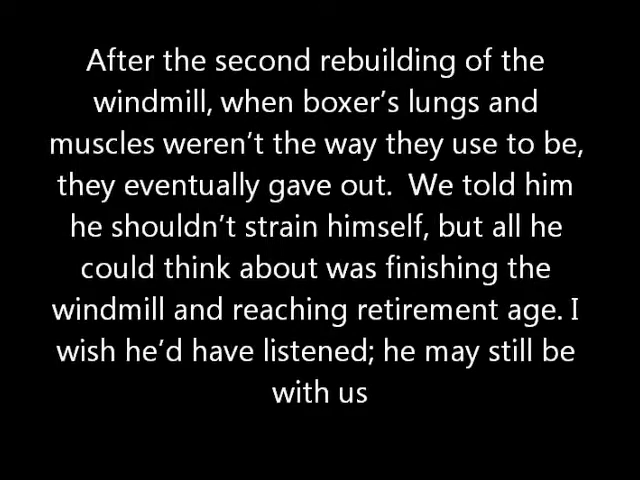 After the second rebuilding of the
windmill, when boxer’s lungs and
muscles weren’t the way they use to be,
they eventually gave out.  We told him
he shouldn’t strain himself, but all he
could think about was finishing the
windmill and reaching retirement age. I
wish he’d have listened; he may still be
with us